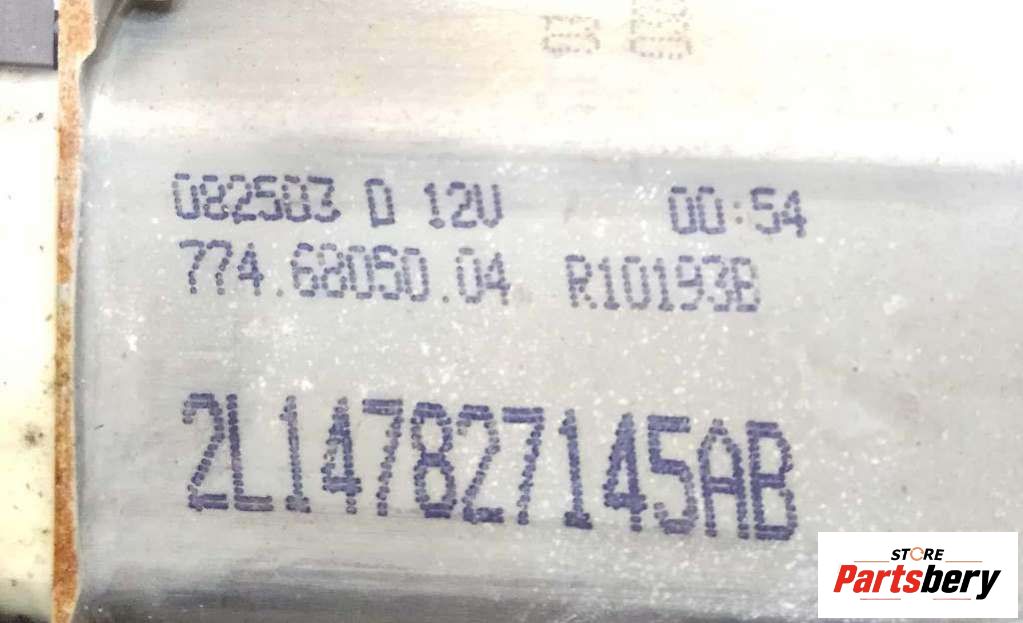 082503 D 12V 00:54
774.68050.04 R10193B
2L147827145AB
STORE
Partsbery